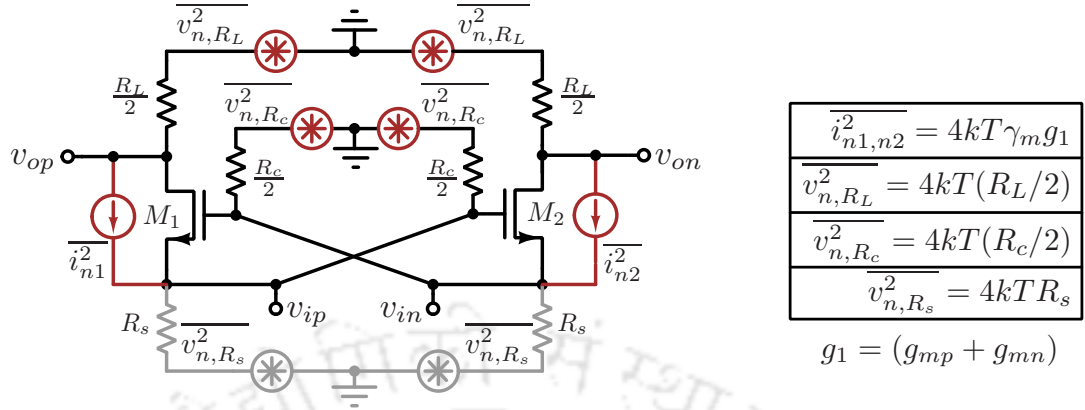 $\overline{v_{n,R_L}^2}$ $\overline{v_{n,R_L}^2}$
$\frac{R_L}{2}$ $\overline{v_{n,R_c}^2}$ $\overline{v_{n,R_c}^2}$ $\frac{R_L}{2}$
$v_{op}$ $\frac{R_c}{2}$ $\frac{R_c}{2}$ $v_{on}$
$M_1$ $M_2$
$\overline{i_{n1}^2}$ $\overline{i_{n2}^2}$
$v_{ip}$ $v_{in}$
$R_s$ $\overline{v_{n,R_s}^2}$ $\overline{v_{n,R_s}^2}$ $R_s$
$\overline{i_{n1,n2}^2} = 4kT\gamma_m g_1$
$\overline{v_{n,R_L}^2} = 4kT(R_L/2)$
$\overline{v_{n,R_c}^2} = 4kT(R_c/2)$
$\overline{v_{n,R_s}^2} = 4kTR_s$
$g_1 = (g_{mp} + g_{mn})$